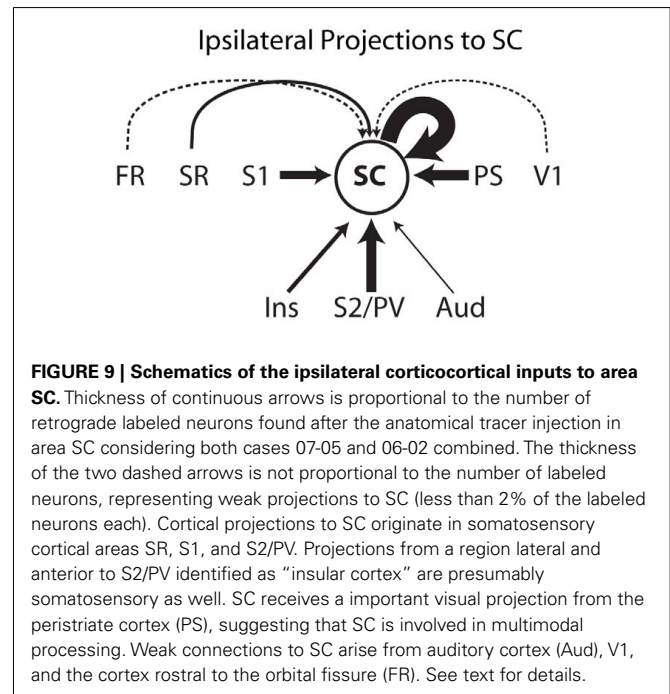 Ipsilateral Projections to SC
FR SR S1 SC PS V1
Ins S2/PV Aud
FIGURE 9 | Schematics of the ipsilateral corticocortical inputs to area
SC. Thickness of continuous arrows is proportional to the number of
retrograde labeled neurons found after the anatomical tracer injection in
area SC considering both cases 07-05 and 06-02 combined. The thickness
of the two dashed arrows is not proportional to the number of labeled
neurons, representing weak projections to SC (less than 2% of the labeled
neurons each). Cortical projections to SC originate in somatosensory
cortical areas SR, S1, and S2/PV. Projections from a region lateral and
anterior to S2/PV identified as “insular cortex” are presumably
somatosensory as well. SC receives a important visual projection from the
peristriate cortex (PS), suggesting that SC is involved in multimodal
processing. Weak connections to SC arise from auditory cortex (Aud), V1,
and the cortex rostral to the orbital fissure (FR). See text for details.